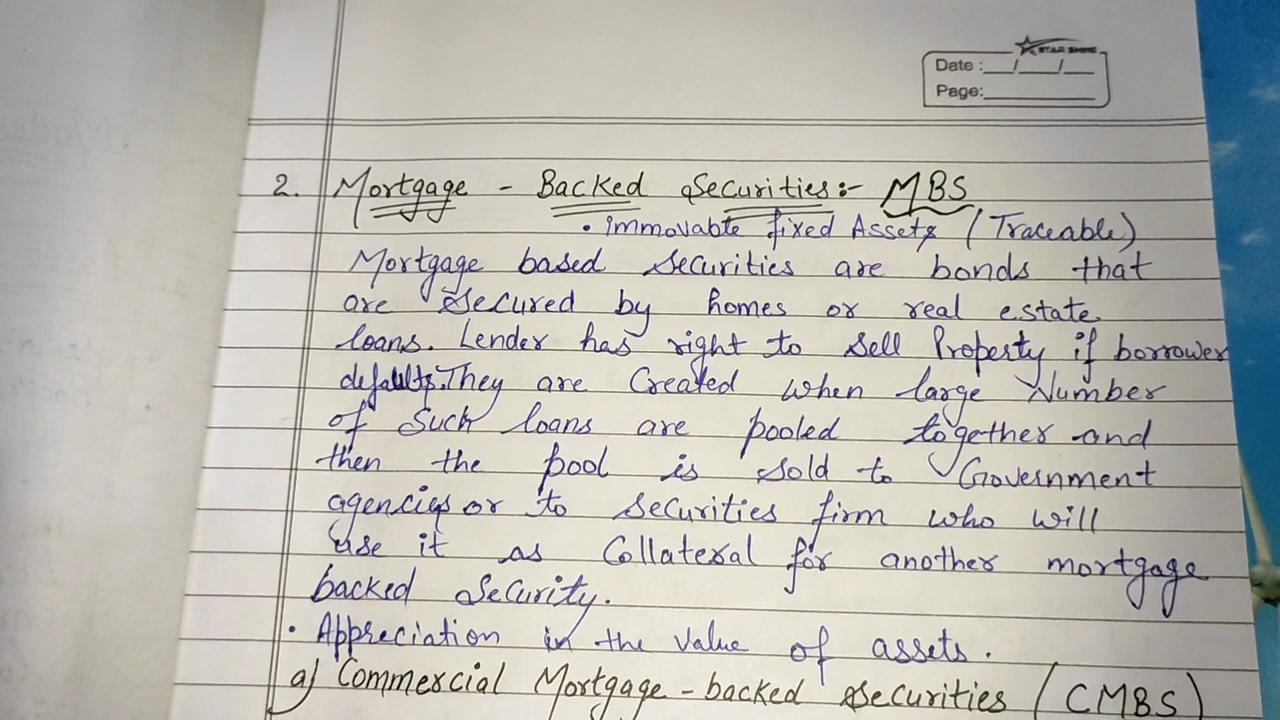 STAR SHINE
Date :__/__/__
Page:______
2. Mortgage - Backed Securities:- MBS
• immovable fixed Assets (Traceable)
Mortgage based securities are bonds that
are secured by homes or real estate
loans. Lender has right to sell Property if borrower
defaults. They are Created when large Number
of Such loans are pooled together and
then the pool is sold to Government
agencies or to securities firm who will
use it as Collateral for another mortgage
backed Security.
• Appreciation in the value of assets.
a) Commercial Mortgage - backed securities (CMBS)